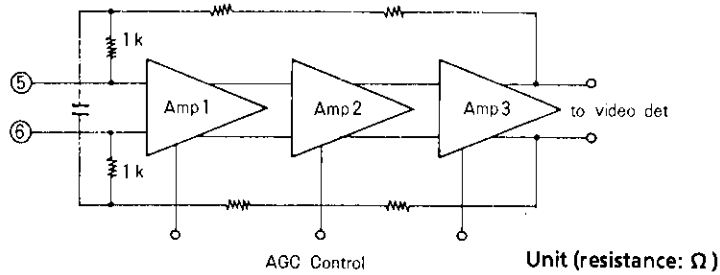 1 k
⑤
Amp 1
Amp 2
Amp 3
to video det
⑥
1 k
AGC Control
Unit (resistance: Ω)